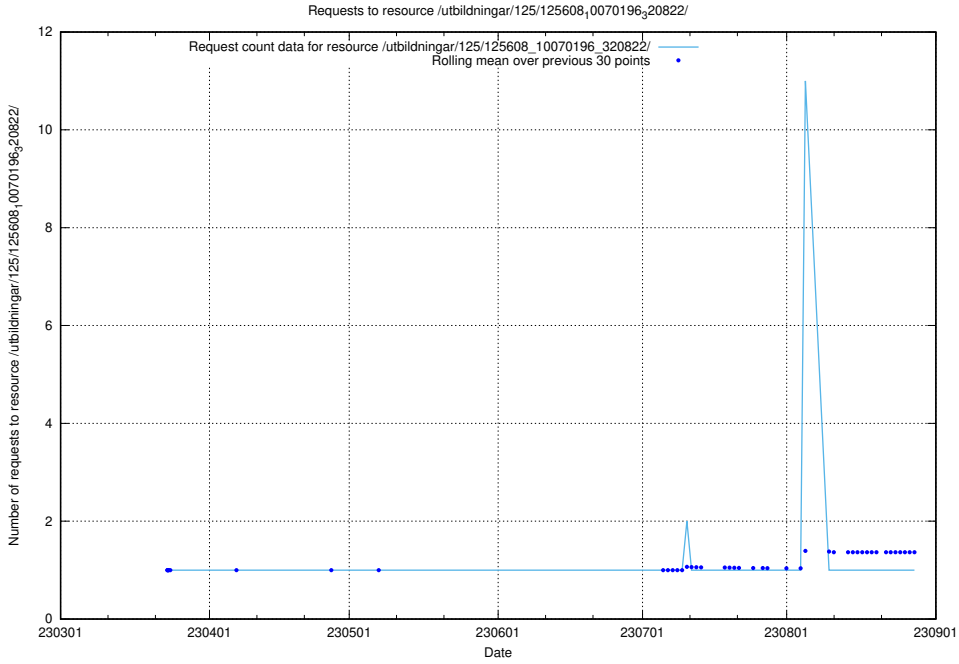 Requests to resource /utbildningar/125/125608₁0070196₃20822/
Request count data for resource /utbildningar/125/125608_10070196_320822/
Rolling mean over previous 30 points
Number of requests to resource /utbildningar/125/125608₁0070196₃20822/
12
10
8
6
4
2
0
230301 230401 230501 230601 230701 230801 230901
Date